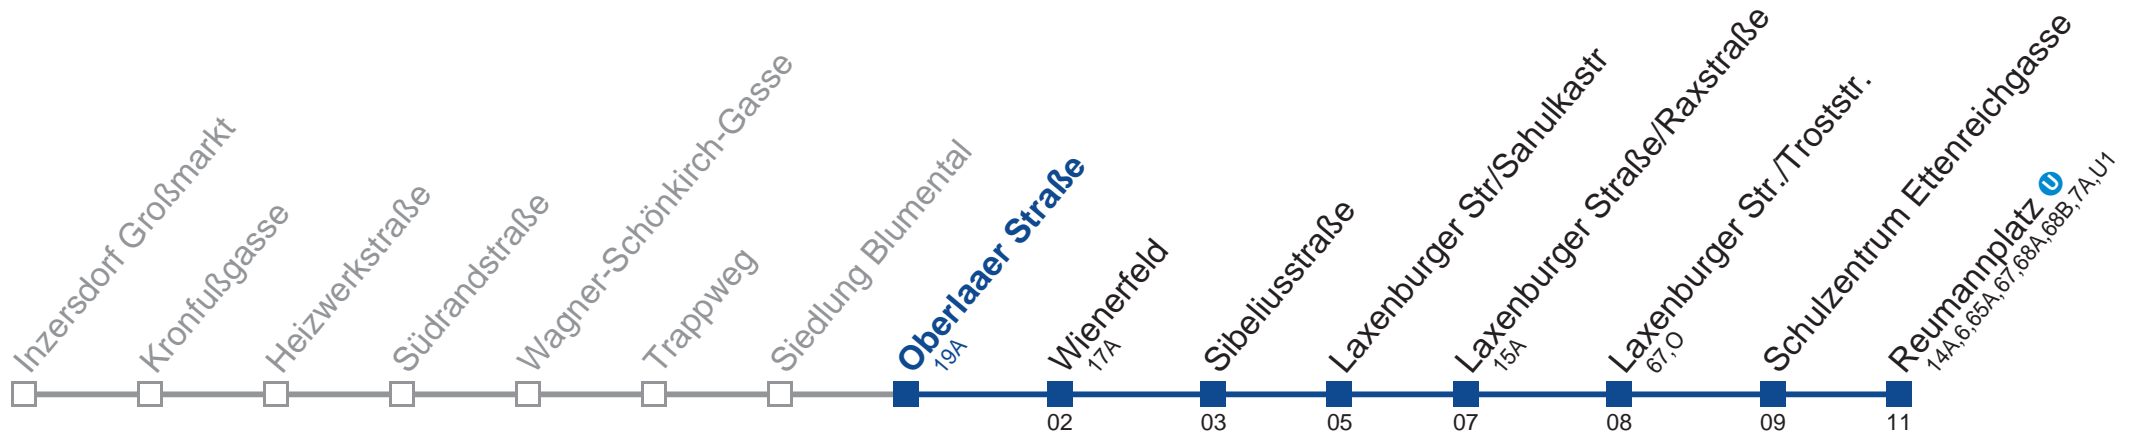 Inzersdorf Großmarkt
Kronfußgasse
Heizwerkstraße
Südrandstraße
Wagner-Schönkirch-Gasse
Trappweg
Siedlung Blumental
Oberlaaer Straße
19A
Wienerfeld
17A
Sibeliusstraße
Laxenburger Str/Sahulkastr
Laxenburger Straße/Raxstraße
15A
Laxenburger Str./Troststr.
67,O
Schulzentrum Ettenreichgasse
Reumannplatz U
14A,6,65A,67,68A,68B,7A,U1
02
03
05
07
08
09
11